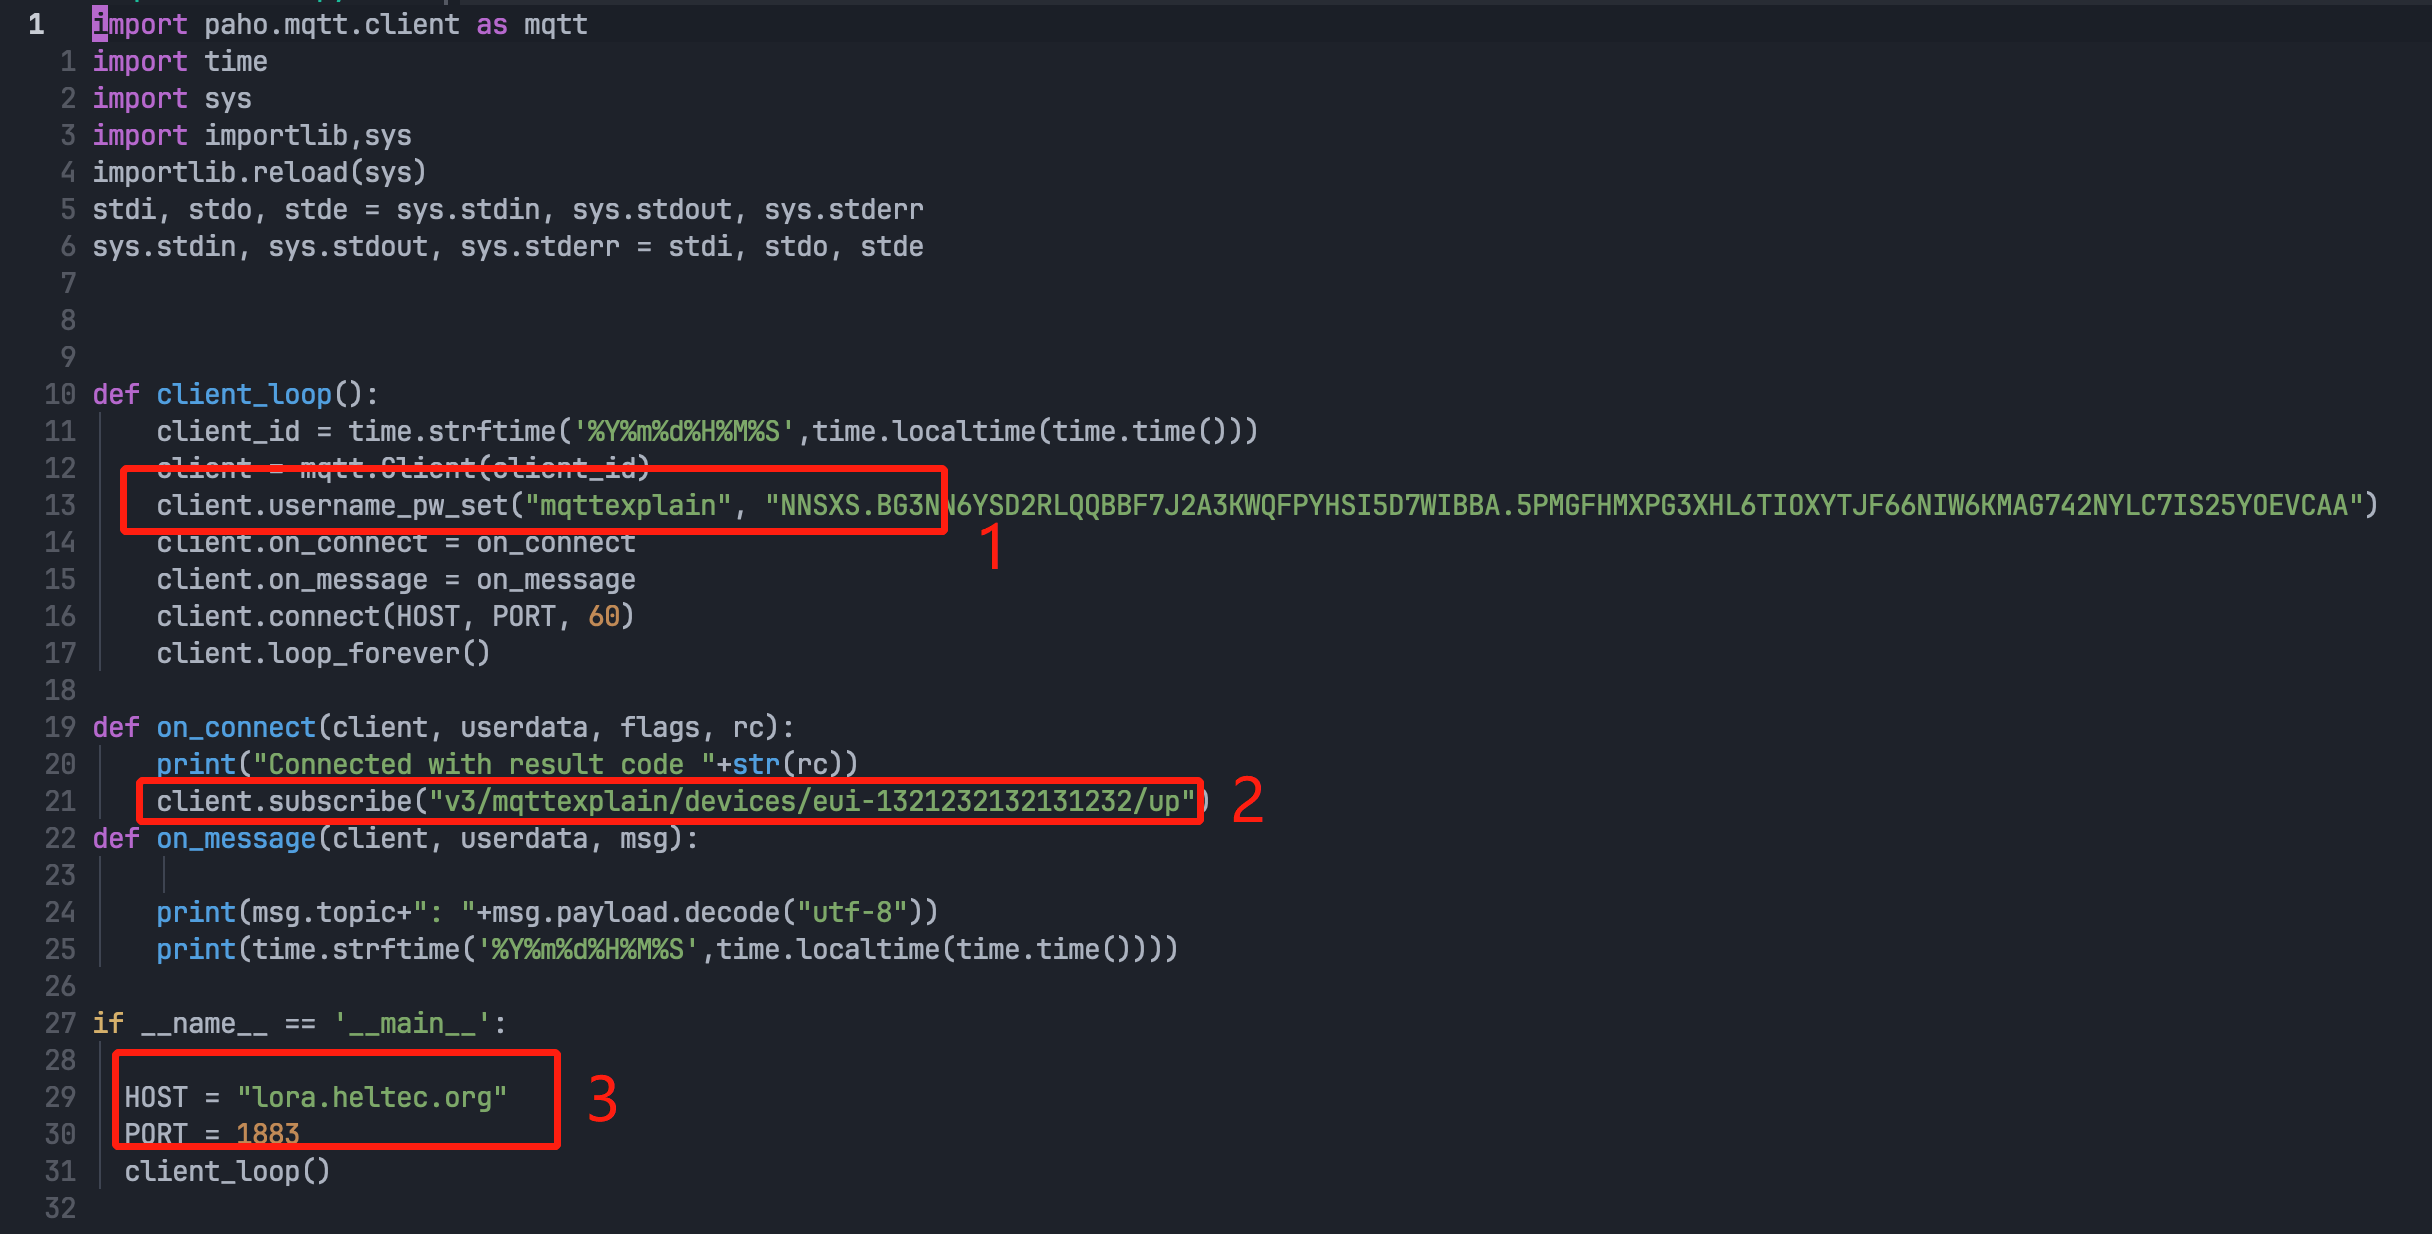 1 import paho.mqtt.client as mqtt
1 import time
2 import sys
3 import importlib,sys
4 importlib.reload(sys)
5 stdi, stdo, stde = sys.stdin, sys.stdout, sys.stderr
6 sys.stdin, sys.stdout, sys.stderr = stdi, stdo, stde
7
8
9
10 def client_loop():
11 client_id = time.strftime('%Y%m%d%H%M%S',time.localtime(time.time()))
12 client = mqtt.Client(client_id)
13 client.username_pw_set("mqttexplain", "NNSXS.BG3NN6YSD2RLQQBBF7J2A3KWQFPYHSI5D7WIBBA.5PMGFHMXPG3XHL6TIOXYTJF66NIW6KMAG742NYLC7IS25YOEVCAA")
1
14 client.on_connect = on_connect
15 client.on_message = on_message
16 client.connect(HOST, PORT, 60)
17 client.loop_forever()
18
19 def on_connect(client, userdata, flags, rc):
20 print("Connected with result code "+str(rc))
21 client.subscribe("v3/mqttexplain/devices/eui-1321232132131232/up") 2
22 def on_message(client, userdata, msg):
23
24 print(msg.topic+": "+msg.payload.decode("utf-8"))
25 print(time.strftime('%Y%m%d%H%M%S',time.localtime(time.time())))
26
27 if __name__ == '__main__':
28
29 HOST = "lora.heltec.org" 3
30 PORT = 1883
31 client_loop()
32